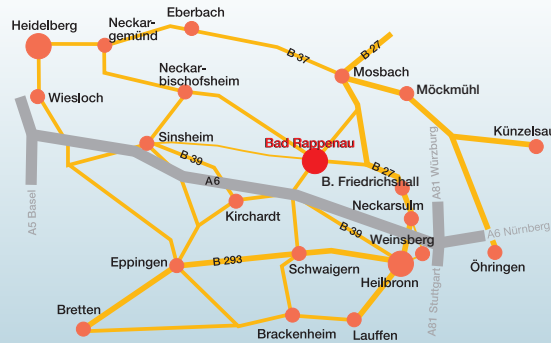 Eberbach
Heidelberg
Neckar-
gemünd
B 27
B 37
Mosbach
Neckar-
bischofsheim
Möckmühl
Wiesloch
Künzelsau
Sinsheim
Bad Rappenau
B 39
A6
B. Friedrichshall
B 27
A81 Würzburg
A5 Basel
Kirchardt
Neckarsulm
B 39
Weinsberg
A6 Nürnberg
Eppingen
B 293
Schwaigern
Heilbronn
Öhringen
A81 Stuttgart
Bretten
Brackenheim
Lauffen